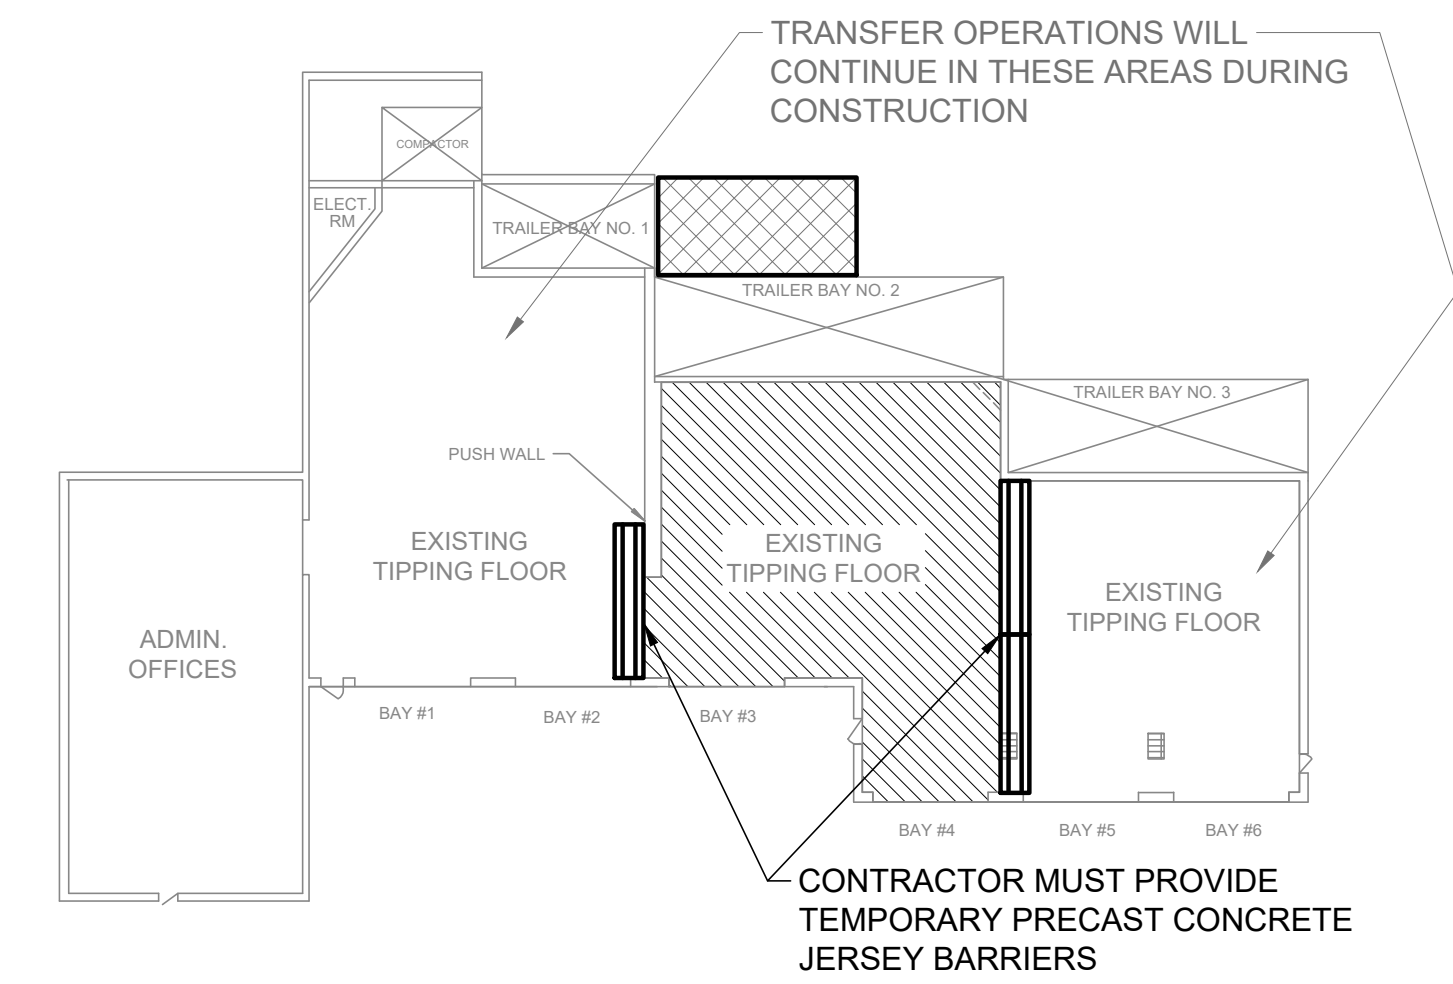 TRANSFER OPERATIONS WILL
CONTINUE IN THESE AREAS DURING
CONSTRUCTION
COMPACTOR
ELECT.
RM
TRAILER BAY NO. 1
TRAILER BAY NO. 2
TRAILER BAY NO. 3
PUSH WALL
EXISTING
TIPPING FLOOR
EXISTING
TIPPING FLOOR
EXISTING
TIPPING FLOOR
ADMIN.
OFFICES
BAY #1
BAY #2
BAY #3
BAY #4
BAY #5
BAY #6
CONTRACTOR MUST PROVIDE
TEMPORARY PRECAST CONCRETE
JERSEY BARRIERS